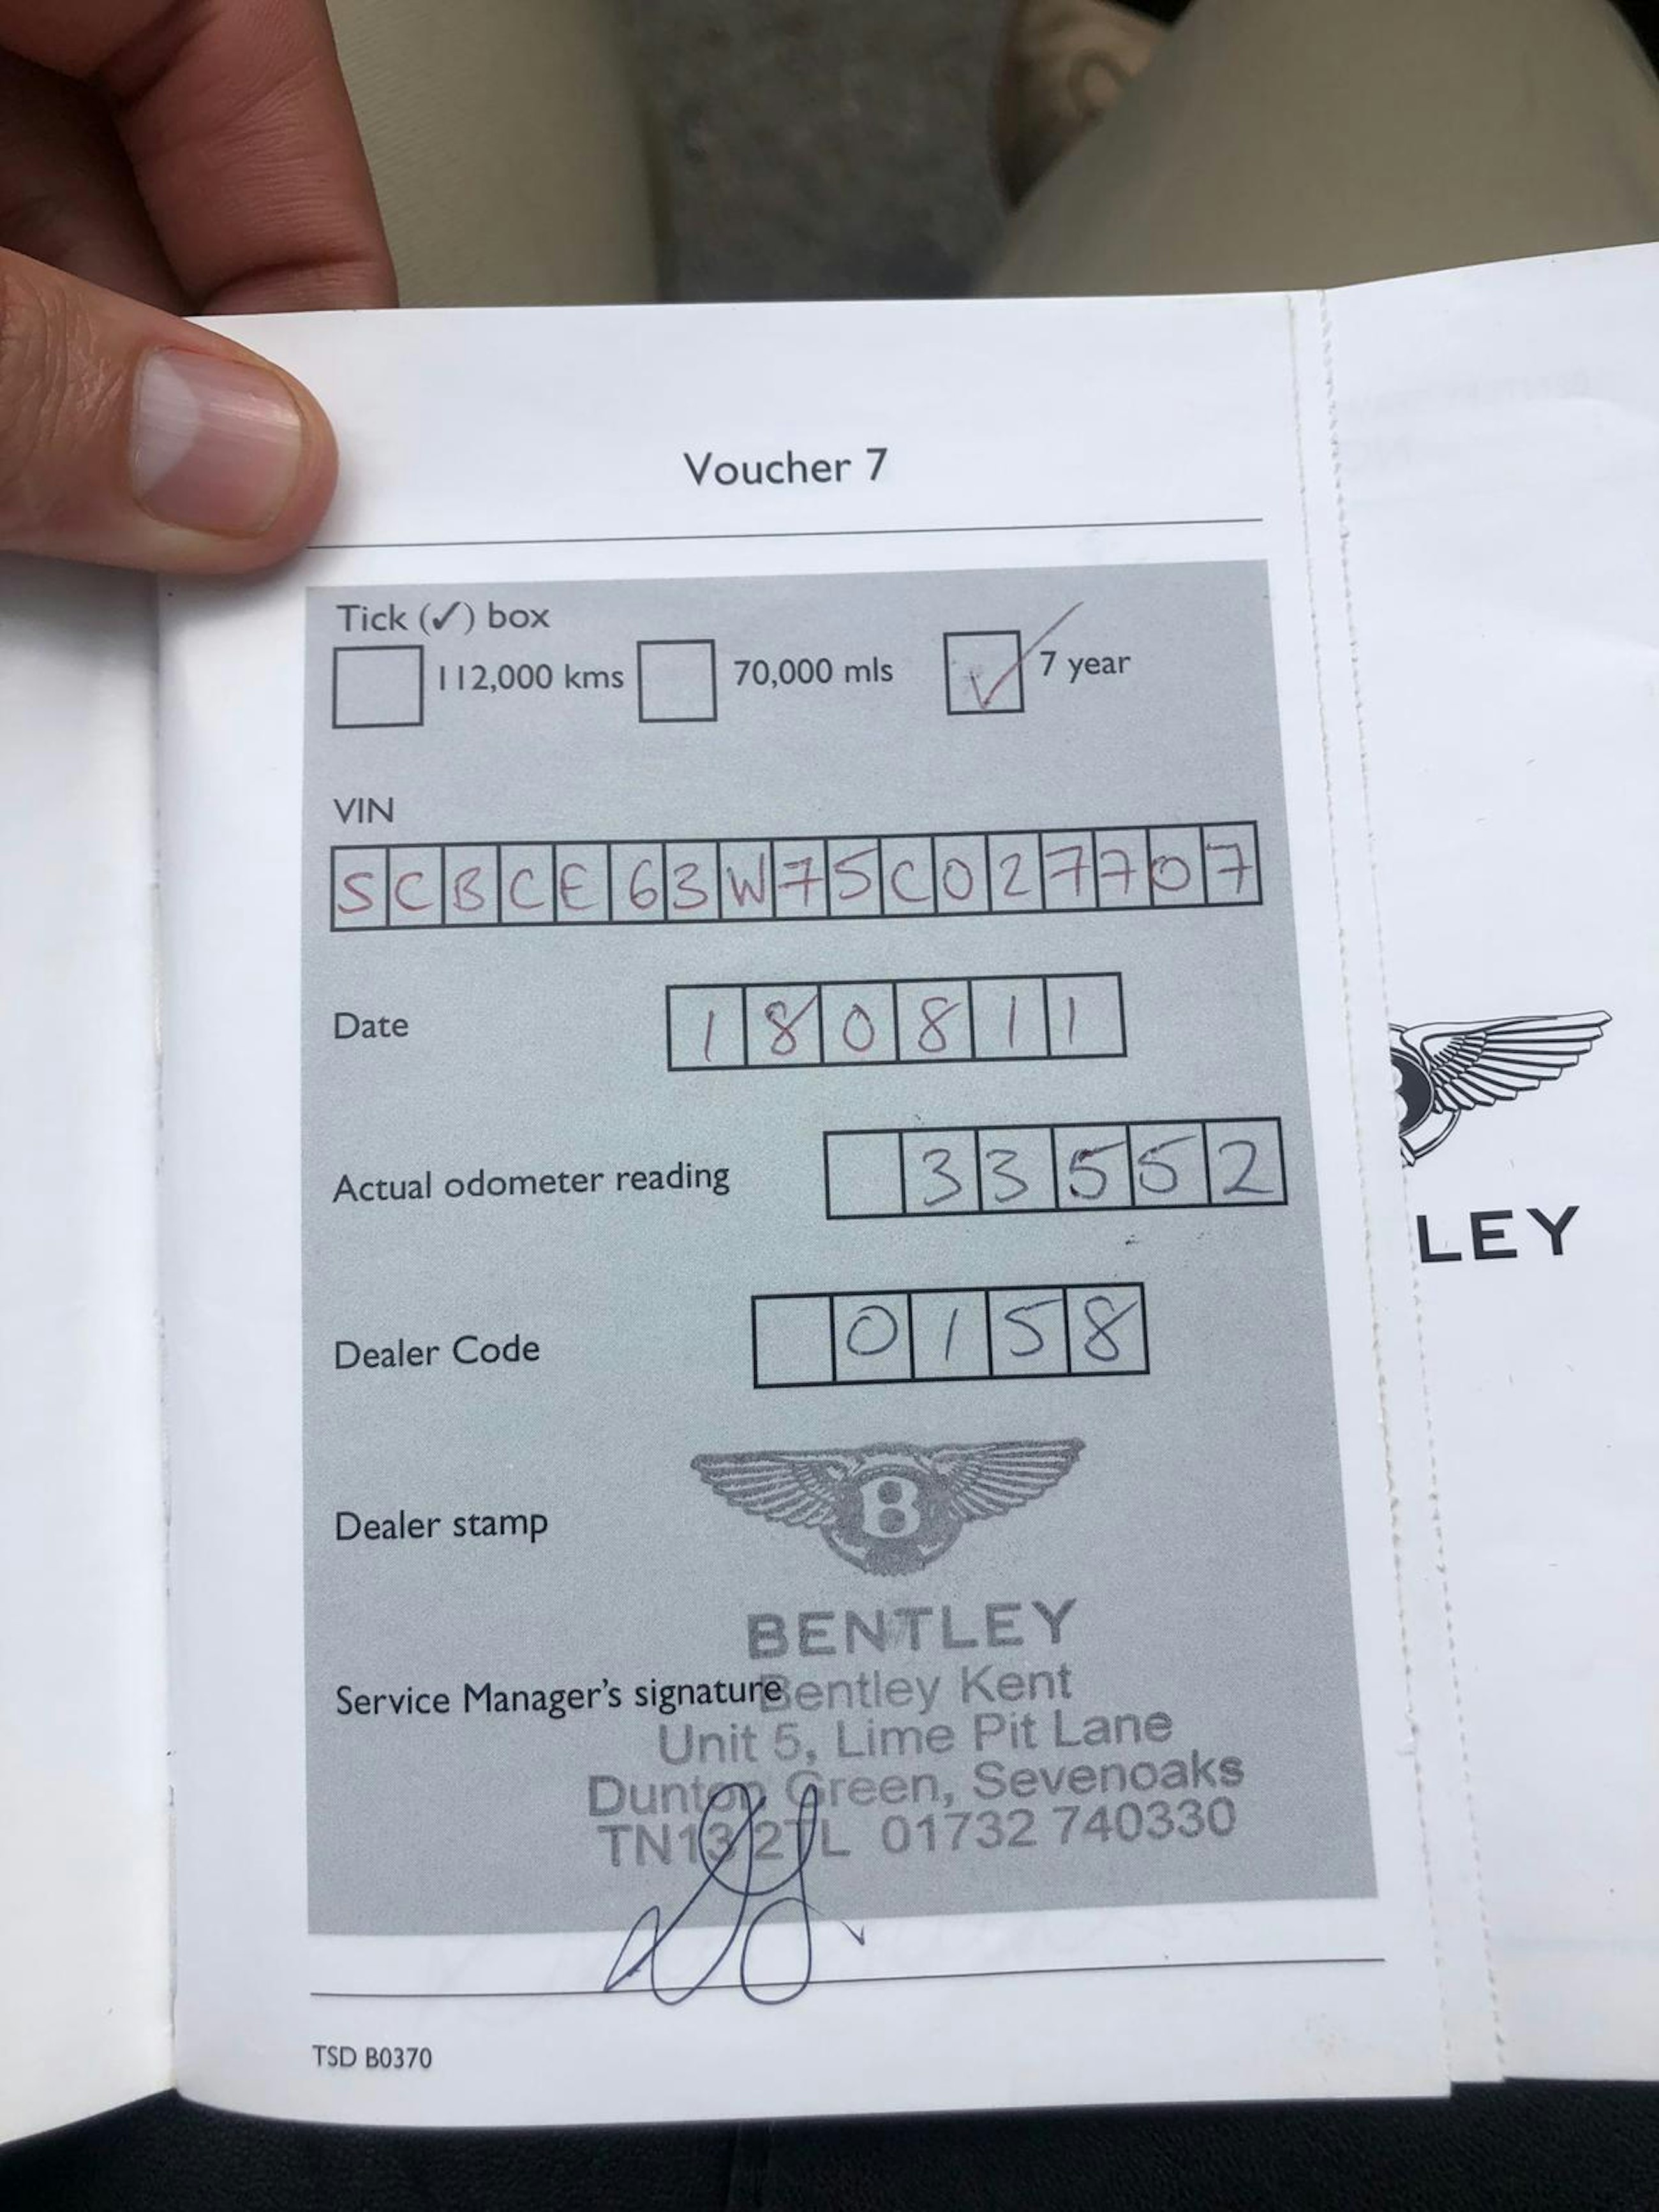 Voucher 7
Tick (✓) box
112,000 kms 70,000 mls ✓ 7 year
VIN
SCBCE63W75C027707
Date 180811
Actual odometer reading 33552
Dealer Code 0158
B
Dealer stamp
BENTLEY
Service Manager's signature Bentley Kent
Unit 5, Lime Pit Lane
Dunton Green, Sevenoaks
TN13 2TL 01732 740330
TSD B0370
LEY